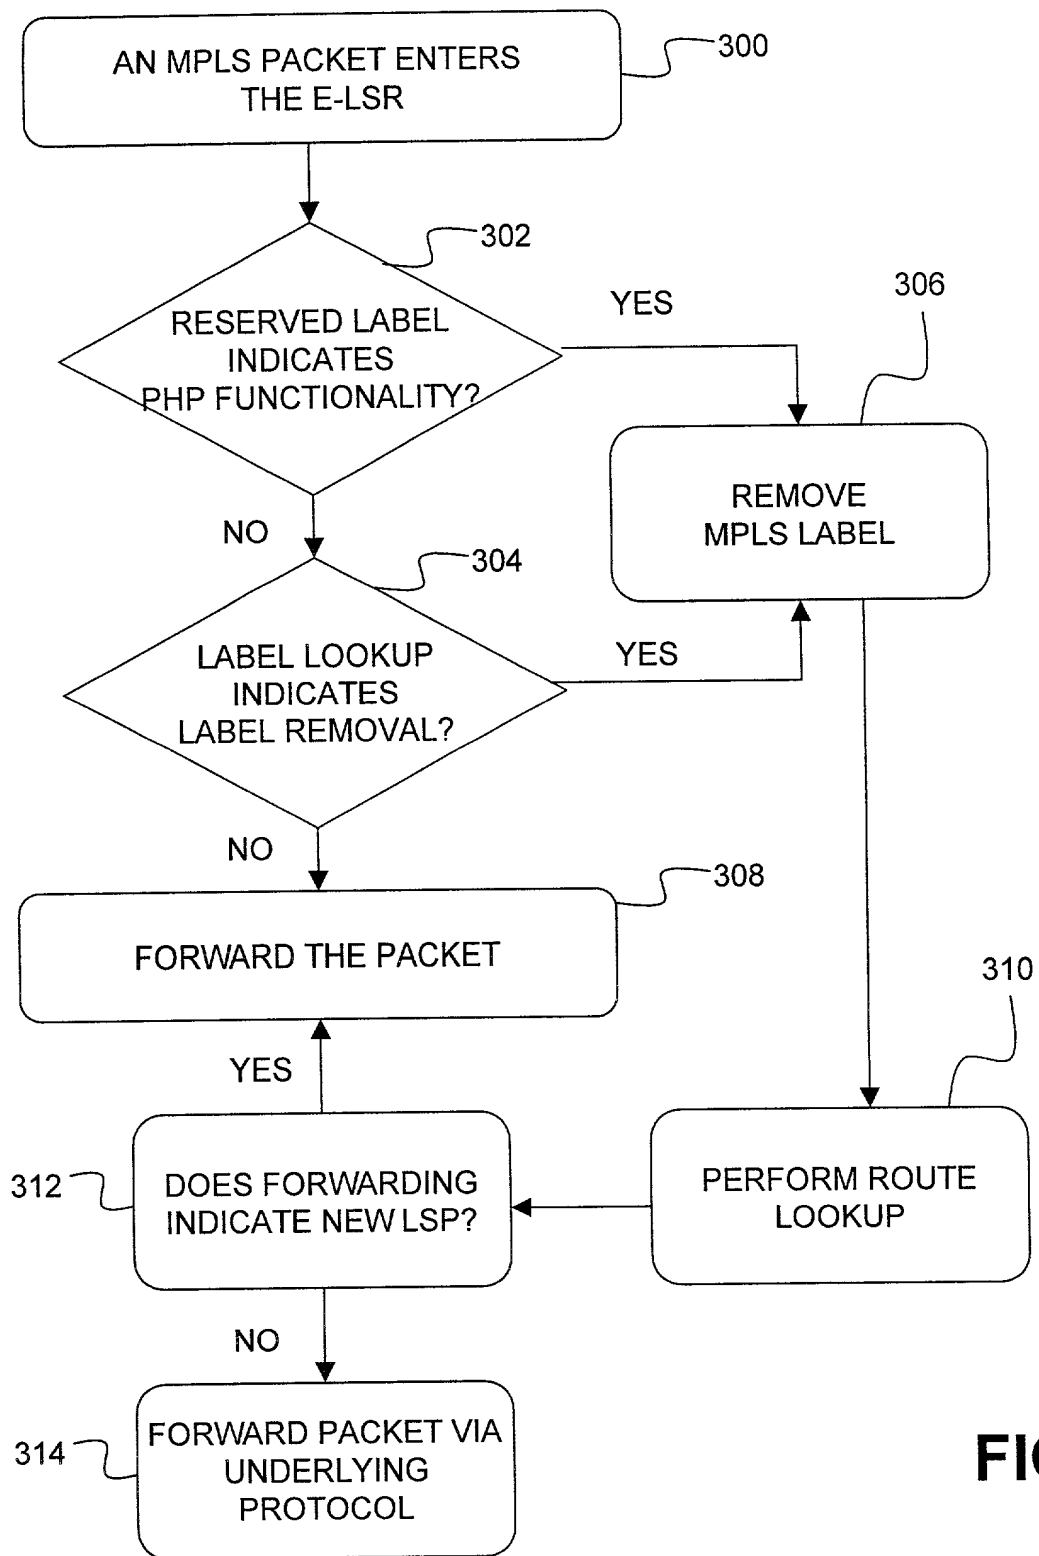 AN MPLS PACKET ENTERS
THE E-LSR
300
302
RESERVED LABEL
INDICATES
PHP FUNCTIONALITY?
YES
306
REMOVE
MPLS LABEL
NO
304
LABEL LOOKUP
INDICATES
LABEL REMOVAL?
YES
NO
308
FORWARD THE PACKET
310
YES
312
DOES FORWARDING
INDICATE NEW LSP?
PERFORM ROUTE
LOOKUP
NO
314
FORWARD PACKET VIA
UNDERLYING
PROTOCOL